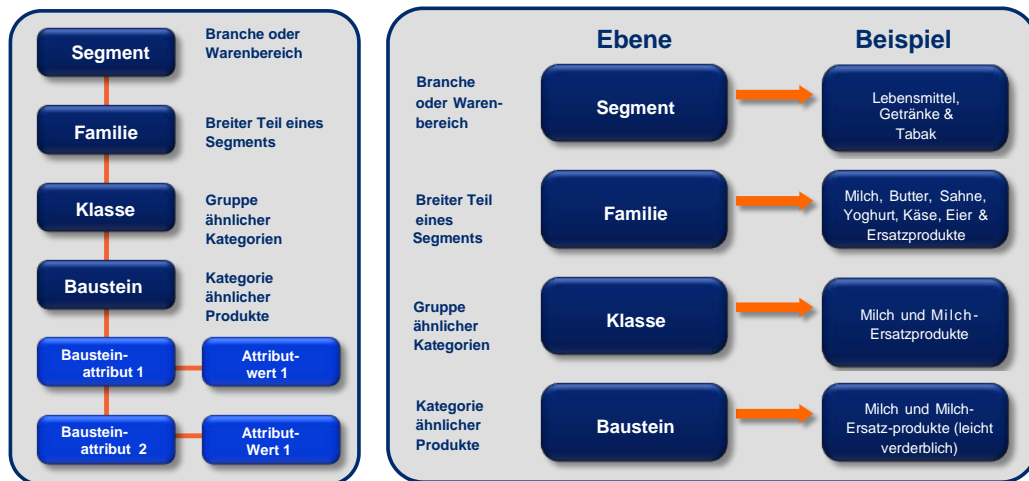 Segment
Branche oder
Warenbereich
Familie
Breiter Teil eines
Segments
Klasse
Gruppe
ähnlicher
Kategorien
Baustein
Kategorie
ähnlicher
Produkte
Baustein-
attribut 1
Attribut-
wert 1
Baustein-
attribut 2
Attribut-
Wert 1
Ebene
Beispiel
Branche
oder Waren-
bereich
Segment
Lebensmittel,
Getränke &
Tabak
Breiter Teil
eines
Segments
Familie
Milch, Butter, Sahne,
Yoghurt, Käse, Eier &
Ersatzprodukte
Gruppe
ähnlicher
Kategorien
Klasse
Milch und Milch-
Ersatzprodukte
Kategorie
ähnlicher
Produkte
Baustein
Milch und Milch-
Ersatz-produkte (leicht
verderblich)